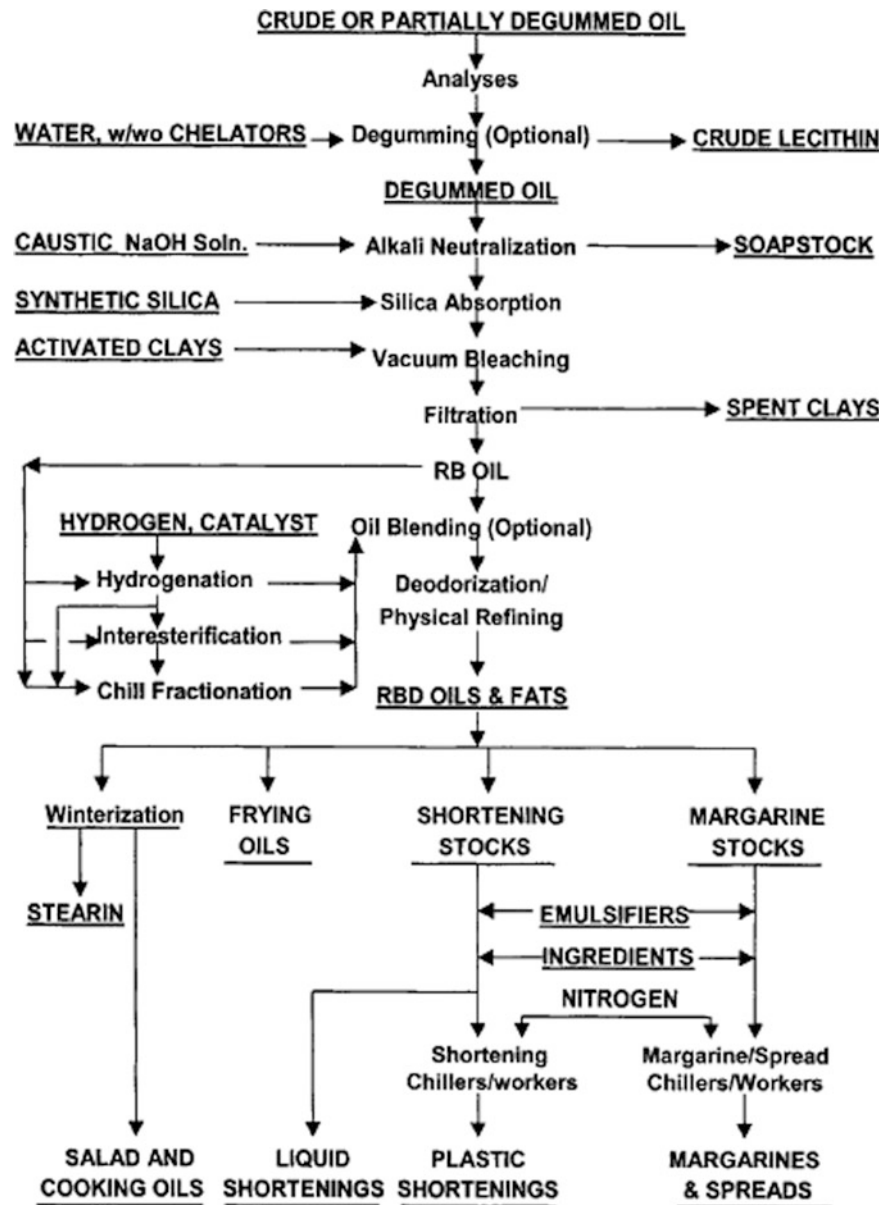 CRUDE OR PARTIALLY DEGUMMED OIL
Analyses
WATER, w/wo CHELATORS
Degumming (Optional)
CRUDE LECITHIN
DEGUMMED OIL
CAUSTIC NaOH Soln.
Alkali Neutralization
SOAPSTOCK
SYNTHETIC SILICA
Silica Absorption
ACTIVATED CLAYS
Vacuum Bleaching
Filtration
SPENT CLAYS
RB OIL
HYDROGEN, CATALYST
Oil Blending (Optional)
Hydrogenation
Deodorization/
Physical Refining
Interesterification
Chill Fractionation
RBD OILS & FATS
Winterization
FRYING
OILS
SHORTENING
STOCKS
MARGARINE
STOCKS
STEARIN
EMULSIFIERS
INGREDIENTS
NITROGEN
Shortening
Chillers/workers
Margarine/Spread
Chillers/Workers
SALAD AND
COOKING OILS
LIQUID
SHORTENINGS
PLASTIC
SHORTENINGS
MARGARINES
& SPREADS